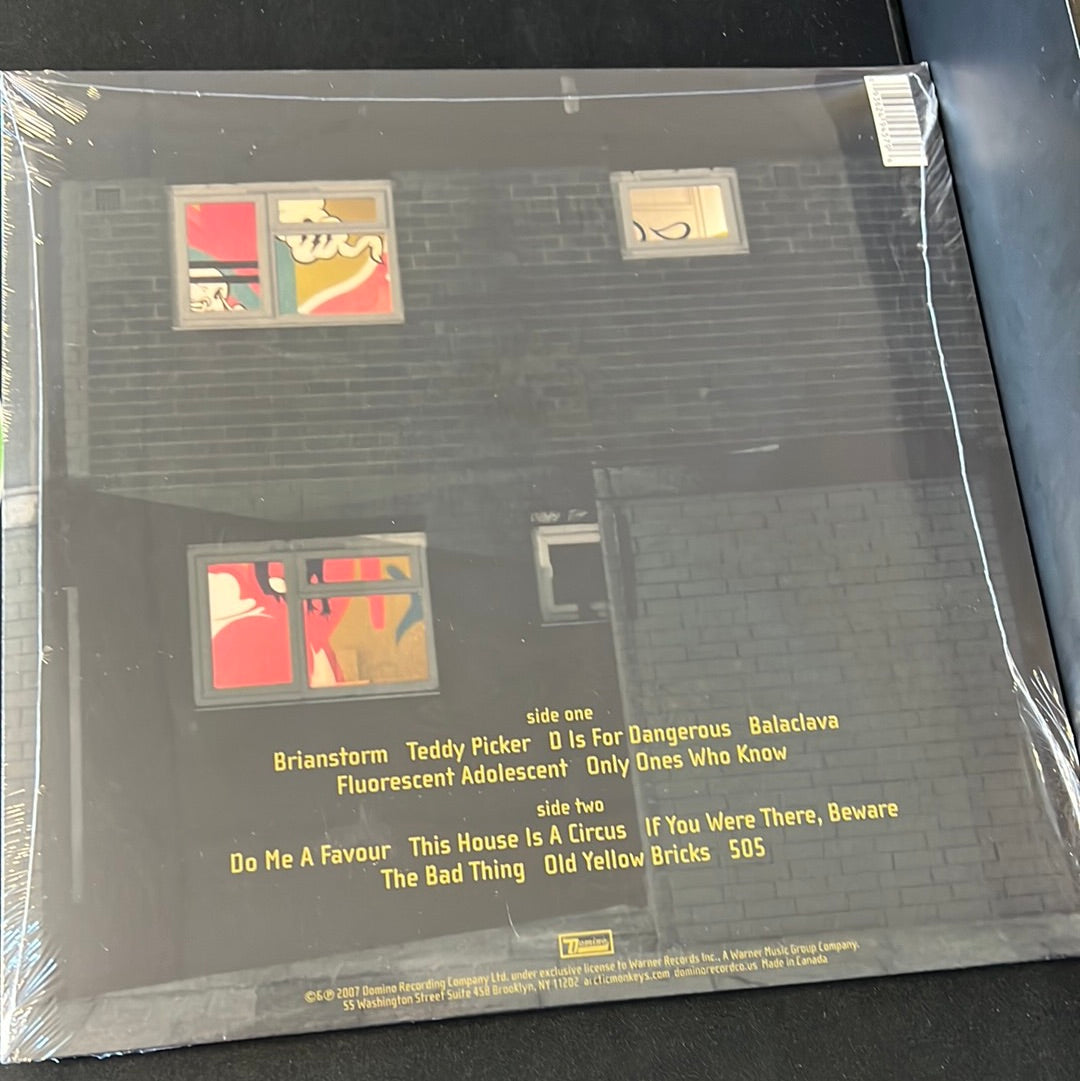 side one
Brianstorm Teddy Picker D Is For Dangerous Balaclava
Fluorescent Adolescent Only Ones Who Know
side two
Do Me A Favour This House Is A Circus If You Were There, Beware
The Bad Thing Old Yellow Bricks 505
Domino
©&℗ 2007 Domino Recording Company Ltd. under exclusive license to Warner Records Inc., A Warner Music Group Company.
55 Washington Street Suite 458 Brooklyn, NY 11202 arcticmonkeys.com dominorecordco.us Made in Canada